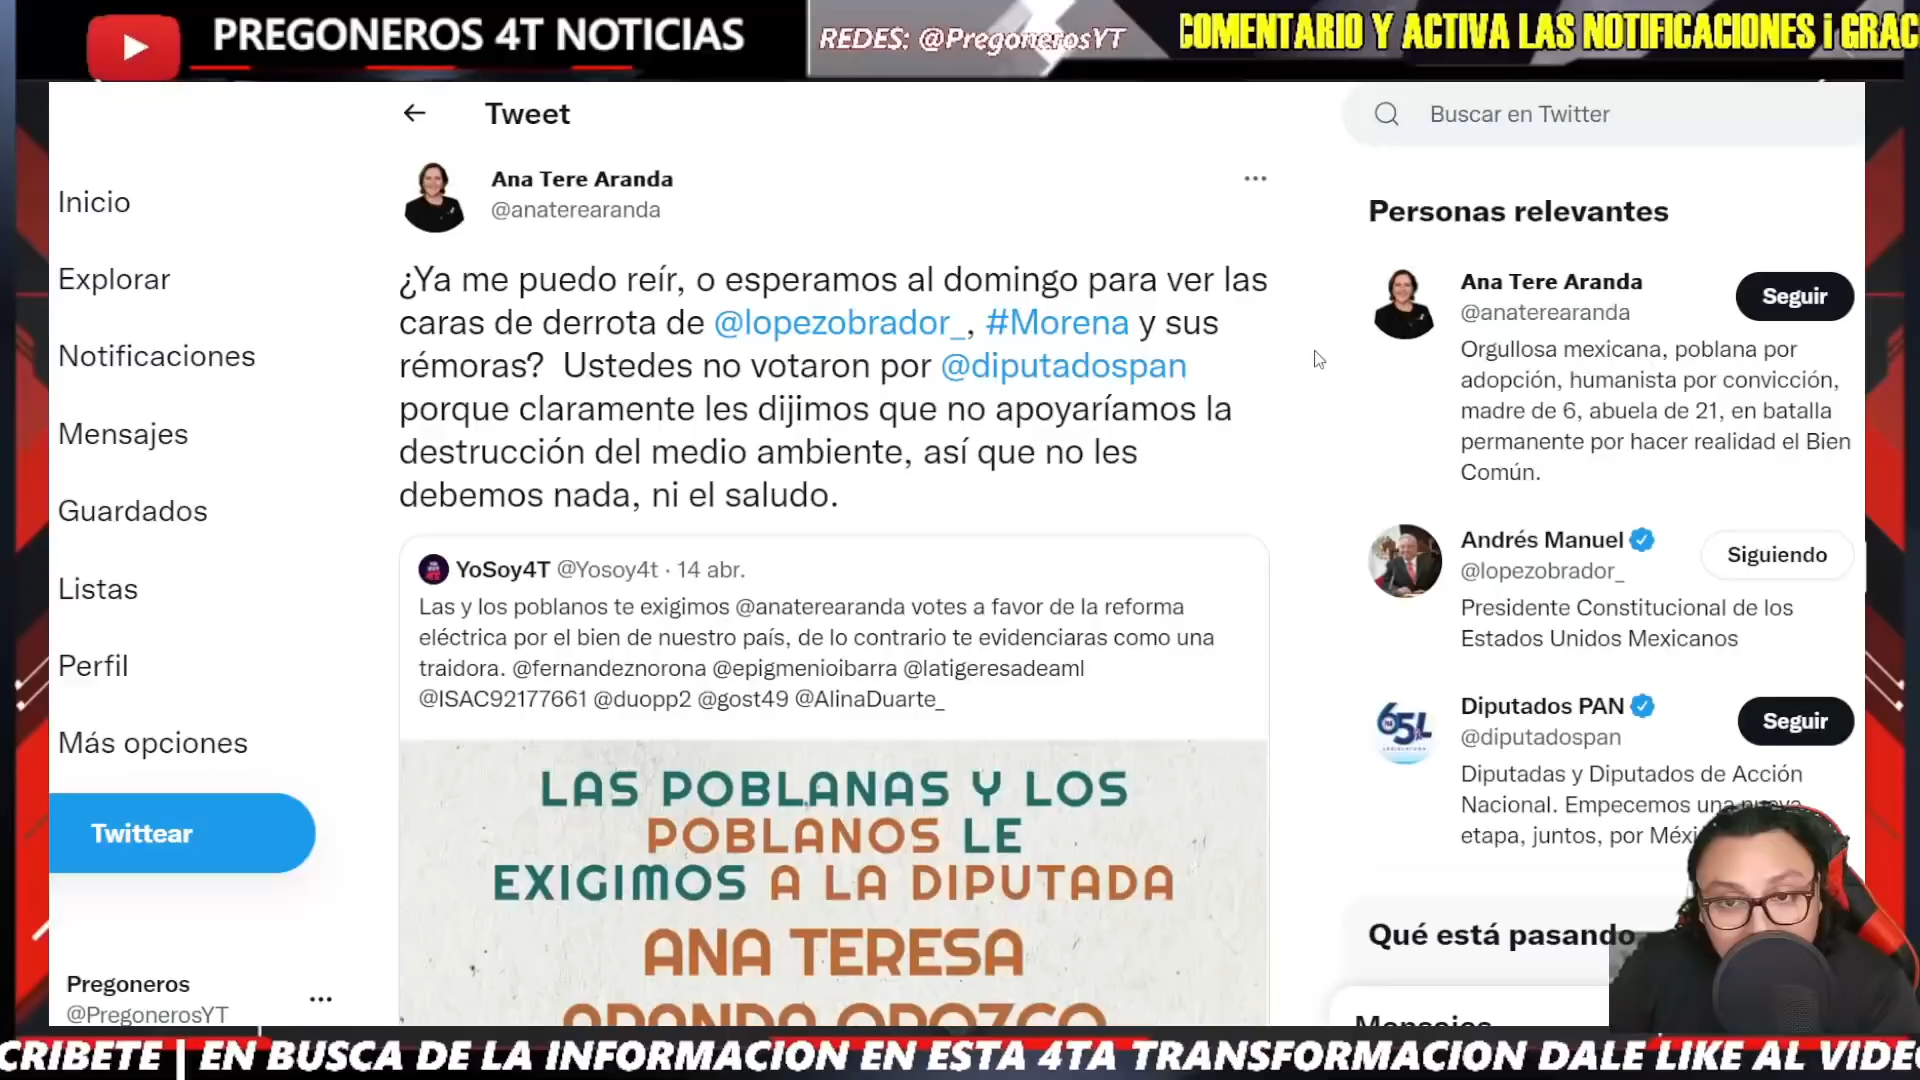 PREGONEROS 4T NOTICIAS
REDES: @PregonerosYT
COMENTARIO Y ACTIVA LAS NOTIFICACIONES ¡ GRAC
Inicio
Explorar
Notificaciones
Mensajes
Guardados
Listas
Perfil
Más opciones
Twittear
Pregoneros
@PregonerosYT
Tweet
Ana Tere Aranda
@anaterearanda
¿Ya me puedo reír, o esperamos al domingo para ver las
caras de derrota de @lopezobrador_, #Morena y sus
rémoras?  Ustedes no votaron por @diputadospan
porque claramente les dijimos que no apoyaríamos la
destrucción del medio ambiente, así que no les
debemos nada, ni el saludo.
YoSoy4T @Yosoy4t · 14 abr.
Las y los poblanos te exigimos @anaterearanda votes a favor de la reforma
eléctrica por el bien de nuestro país, de lo contrario te evidenciaras como una
traidora. @fernandeznorona @epigmenioibarra @latigeresadeaml
@ISAC92177661 @duopp2 @gost49 @AlinaDuarte_
LAS POBLANAS Y LOS
POBLANOS LE
EXIGIMOS A LA DIPUTADA
ANA TERESA
ARANDA OROZCO
Buscar en Twitter
Personas relevantes
Ana Tere Aranda
@anaterearanda
Seguir
Orgullosa mexicana, poblana por
adopción, humanista por convicción,
madre de 6, abuela de 21, en batalla
permanente por hacer realidad el Bien
Común.
Andrés Manuel
@lopezobrador_
Siguiendo
Presidente Constitucional de los
Estados Unidos Mexicanos
65L
Diputados PAN
@diputadospan
Seguir
Diputadas y Diputados de Acción
Nacional. Empecemos una nueva
etapa, juntos, por Méxi
Qué está pasando
Mensajes
CRIBETE | EN BUSCA DE LA INFORMACION EN ESTA 4TA TRANSFORMACION DALE LIKE AL VIDEO